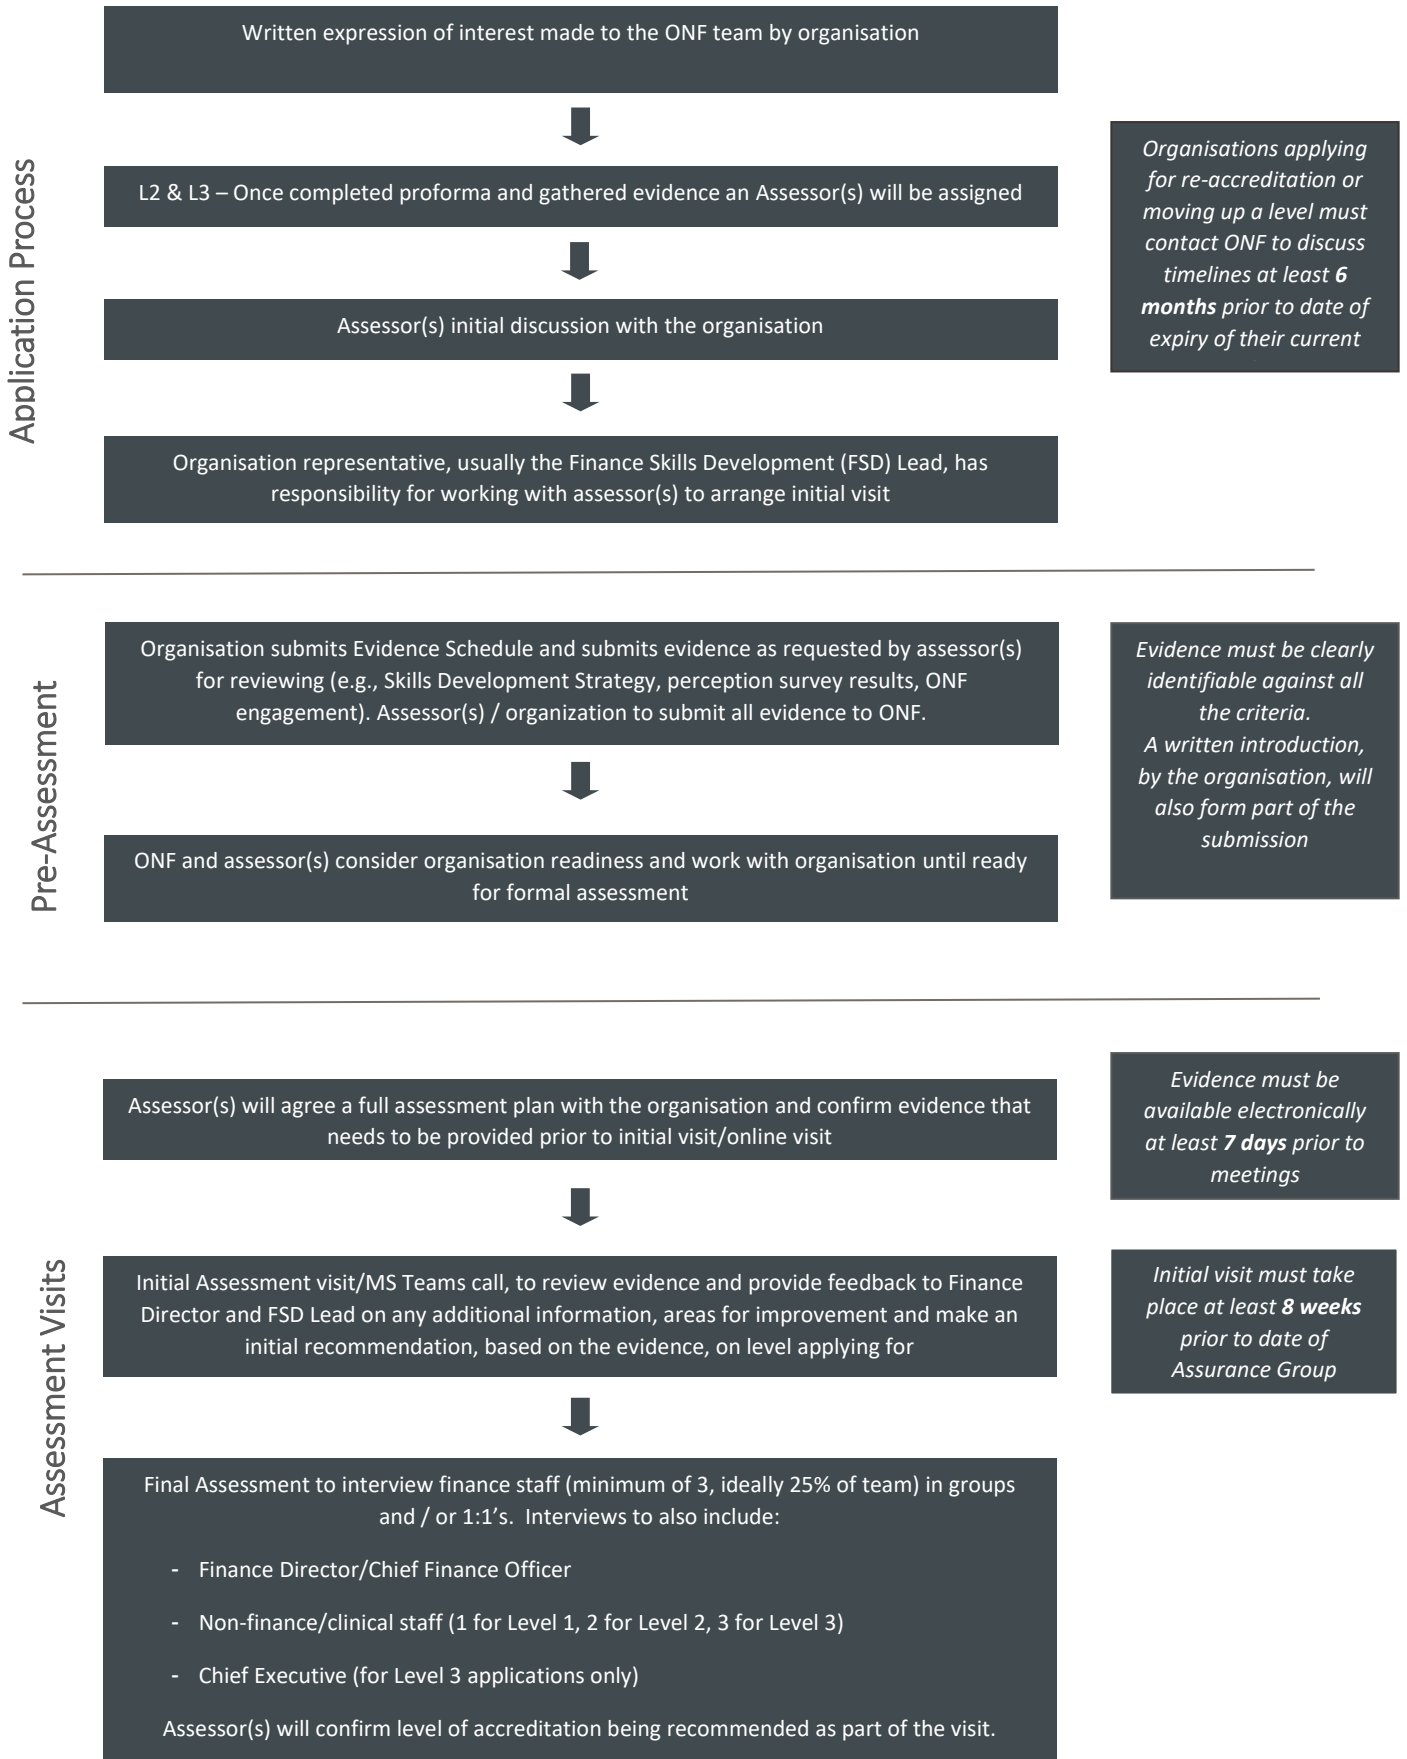 Application Process
Written expression of interest made to the ONF team by organisation
L2 & L3 – Once completed proforma and gathered evidence an Assessor(s) will be assigned
Assessor(s) initial discussion with the organisation
Organisation representative, usually the Finance Skills Development (FSD) Lead, has
responsibility for working with assessor(s) to arrange initial visit
Organisations applying
for re-accreditation or
moving up a level must
contact ONF to discuss
timelines at least 6
months prior to date of
expiry of their current
Pre-Assessment
Organisation submits Evidence Schedule and submits evidence as requested by assessor(s)
for reviewing (e.g., Skills Development Strategy, perception survey results, ONF
engagement). Assessor(s) / organization to submit all evidence to ONF.
ONF and assessor(s) consider organisation readiness and work with organisation until ready
for formal assessment
Evidence must be clearly
identifiable against all
the criteria.
A written introduction,
by the organisation, will
also form part of the
submission
Assessment Visits
Assessor(s) will agree a full assessment plan with the organisation and confirm evidence that
needs to be provided prior to initial visit/online visit
Evidence must be
available electronically
at least 7 days prior to
meetings
Initial Assessment visit/MS Teams call, to review evidence and provide feedback to Finance
Director and FSD Lead on any additional information, areas for improvement and make an
initial recommendation, based on the evidence, on level applying for
Initial visit must take
place at least 8 weeks
prior to date of
Assurance Group
Final Assessment to interview finance staff (minimum of 3, ideally 25% of team) in groups
and / or 1:1’s.  Interviews to also include:
- Finance Director/Chief Finance Officer
- Non-finance/clinical staff (1 for Level 1, 2 for Level 2, 3 for Level 3)
- Chief Executive (for Level 3 applications only)
Assessor(s) will confirm level of accreditation being recommended as part of the visit.